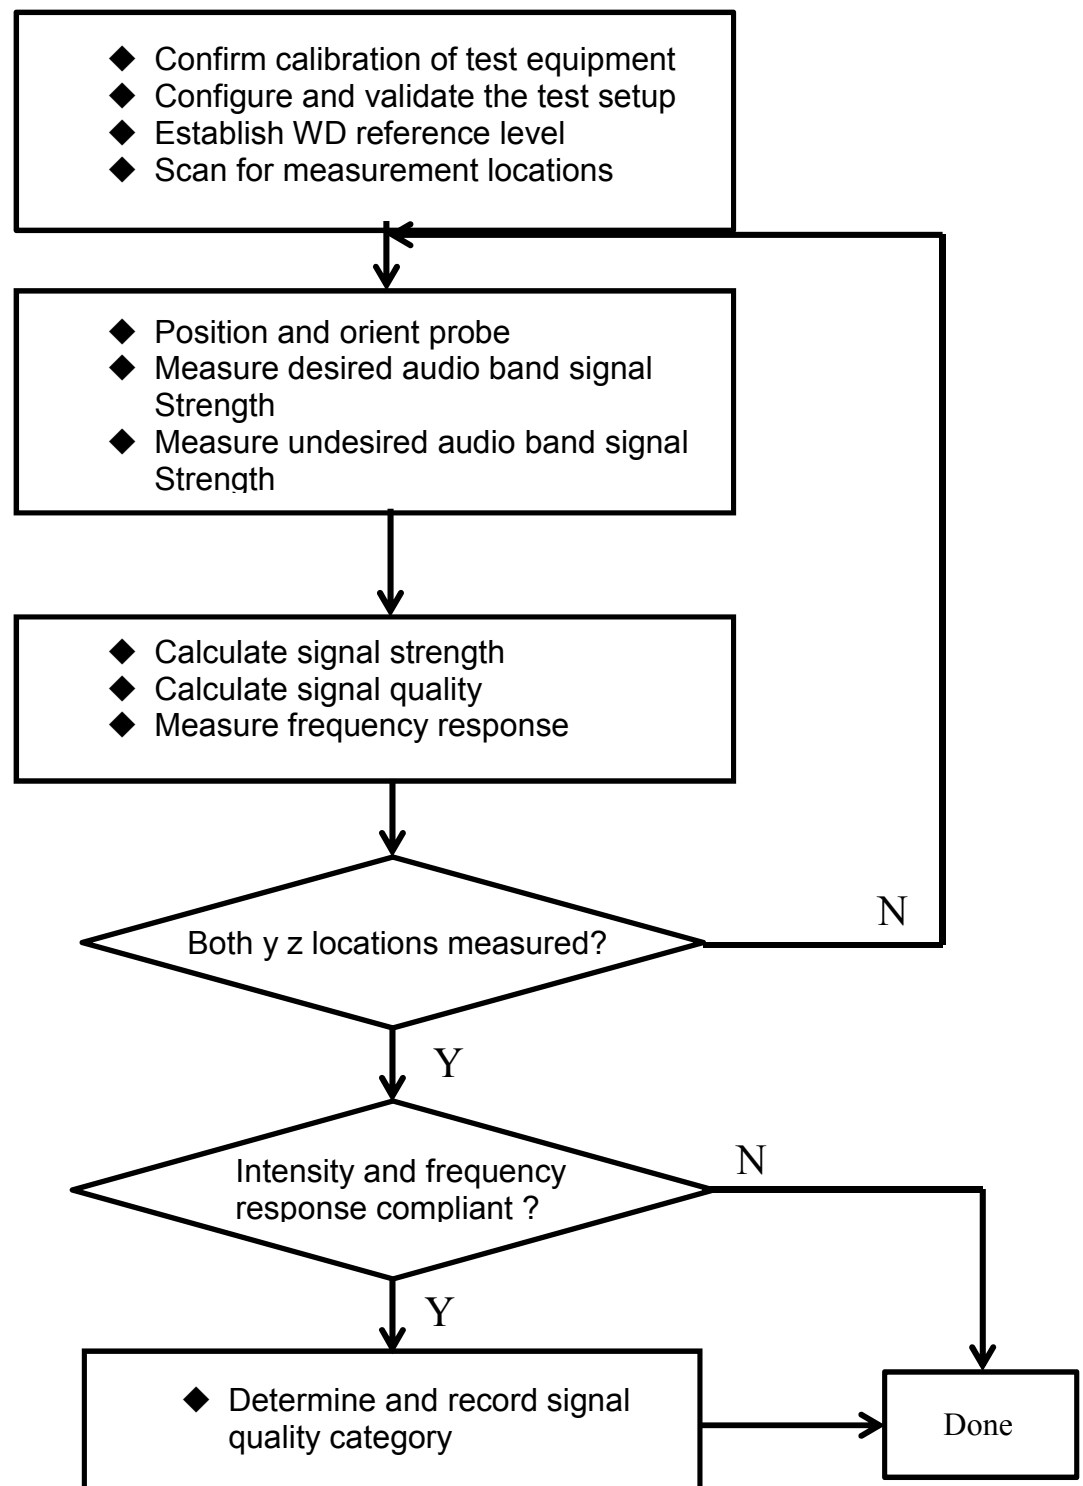 ◆ Confirm calibration of test equipment
◆ Configure and validate the test setup
◆ Establish WD reference level
◆ Scan for measurement locations
◆ Position and orient probe
◆ Measure desired audio band signal
Strength
◆ Measure undesired audio band signal
Strength
◆ Calculate signal strength
◆ Calculate signal quality
◆ Measure frequency response
Both y z locations measured?
N
Y
Intensity and frequency
response compliant ?
N
Y
◆ Determine and record signal
quality category
Done